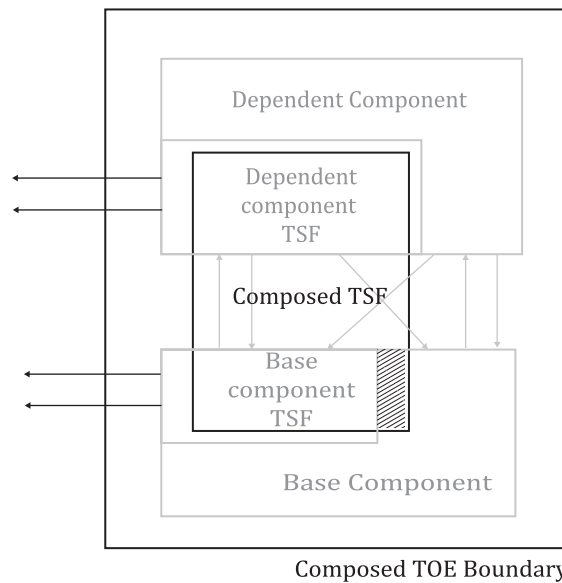 Dependent Component
Dependent
component
TSF
Composed TSF
Base
component
TSF
Base Component
Composed TOE Boundary